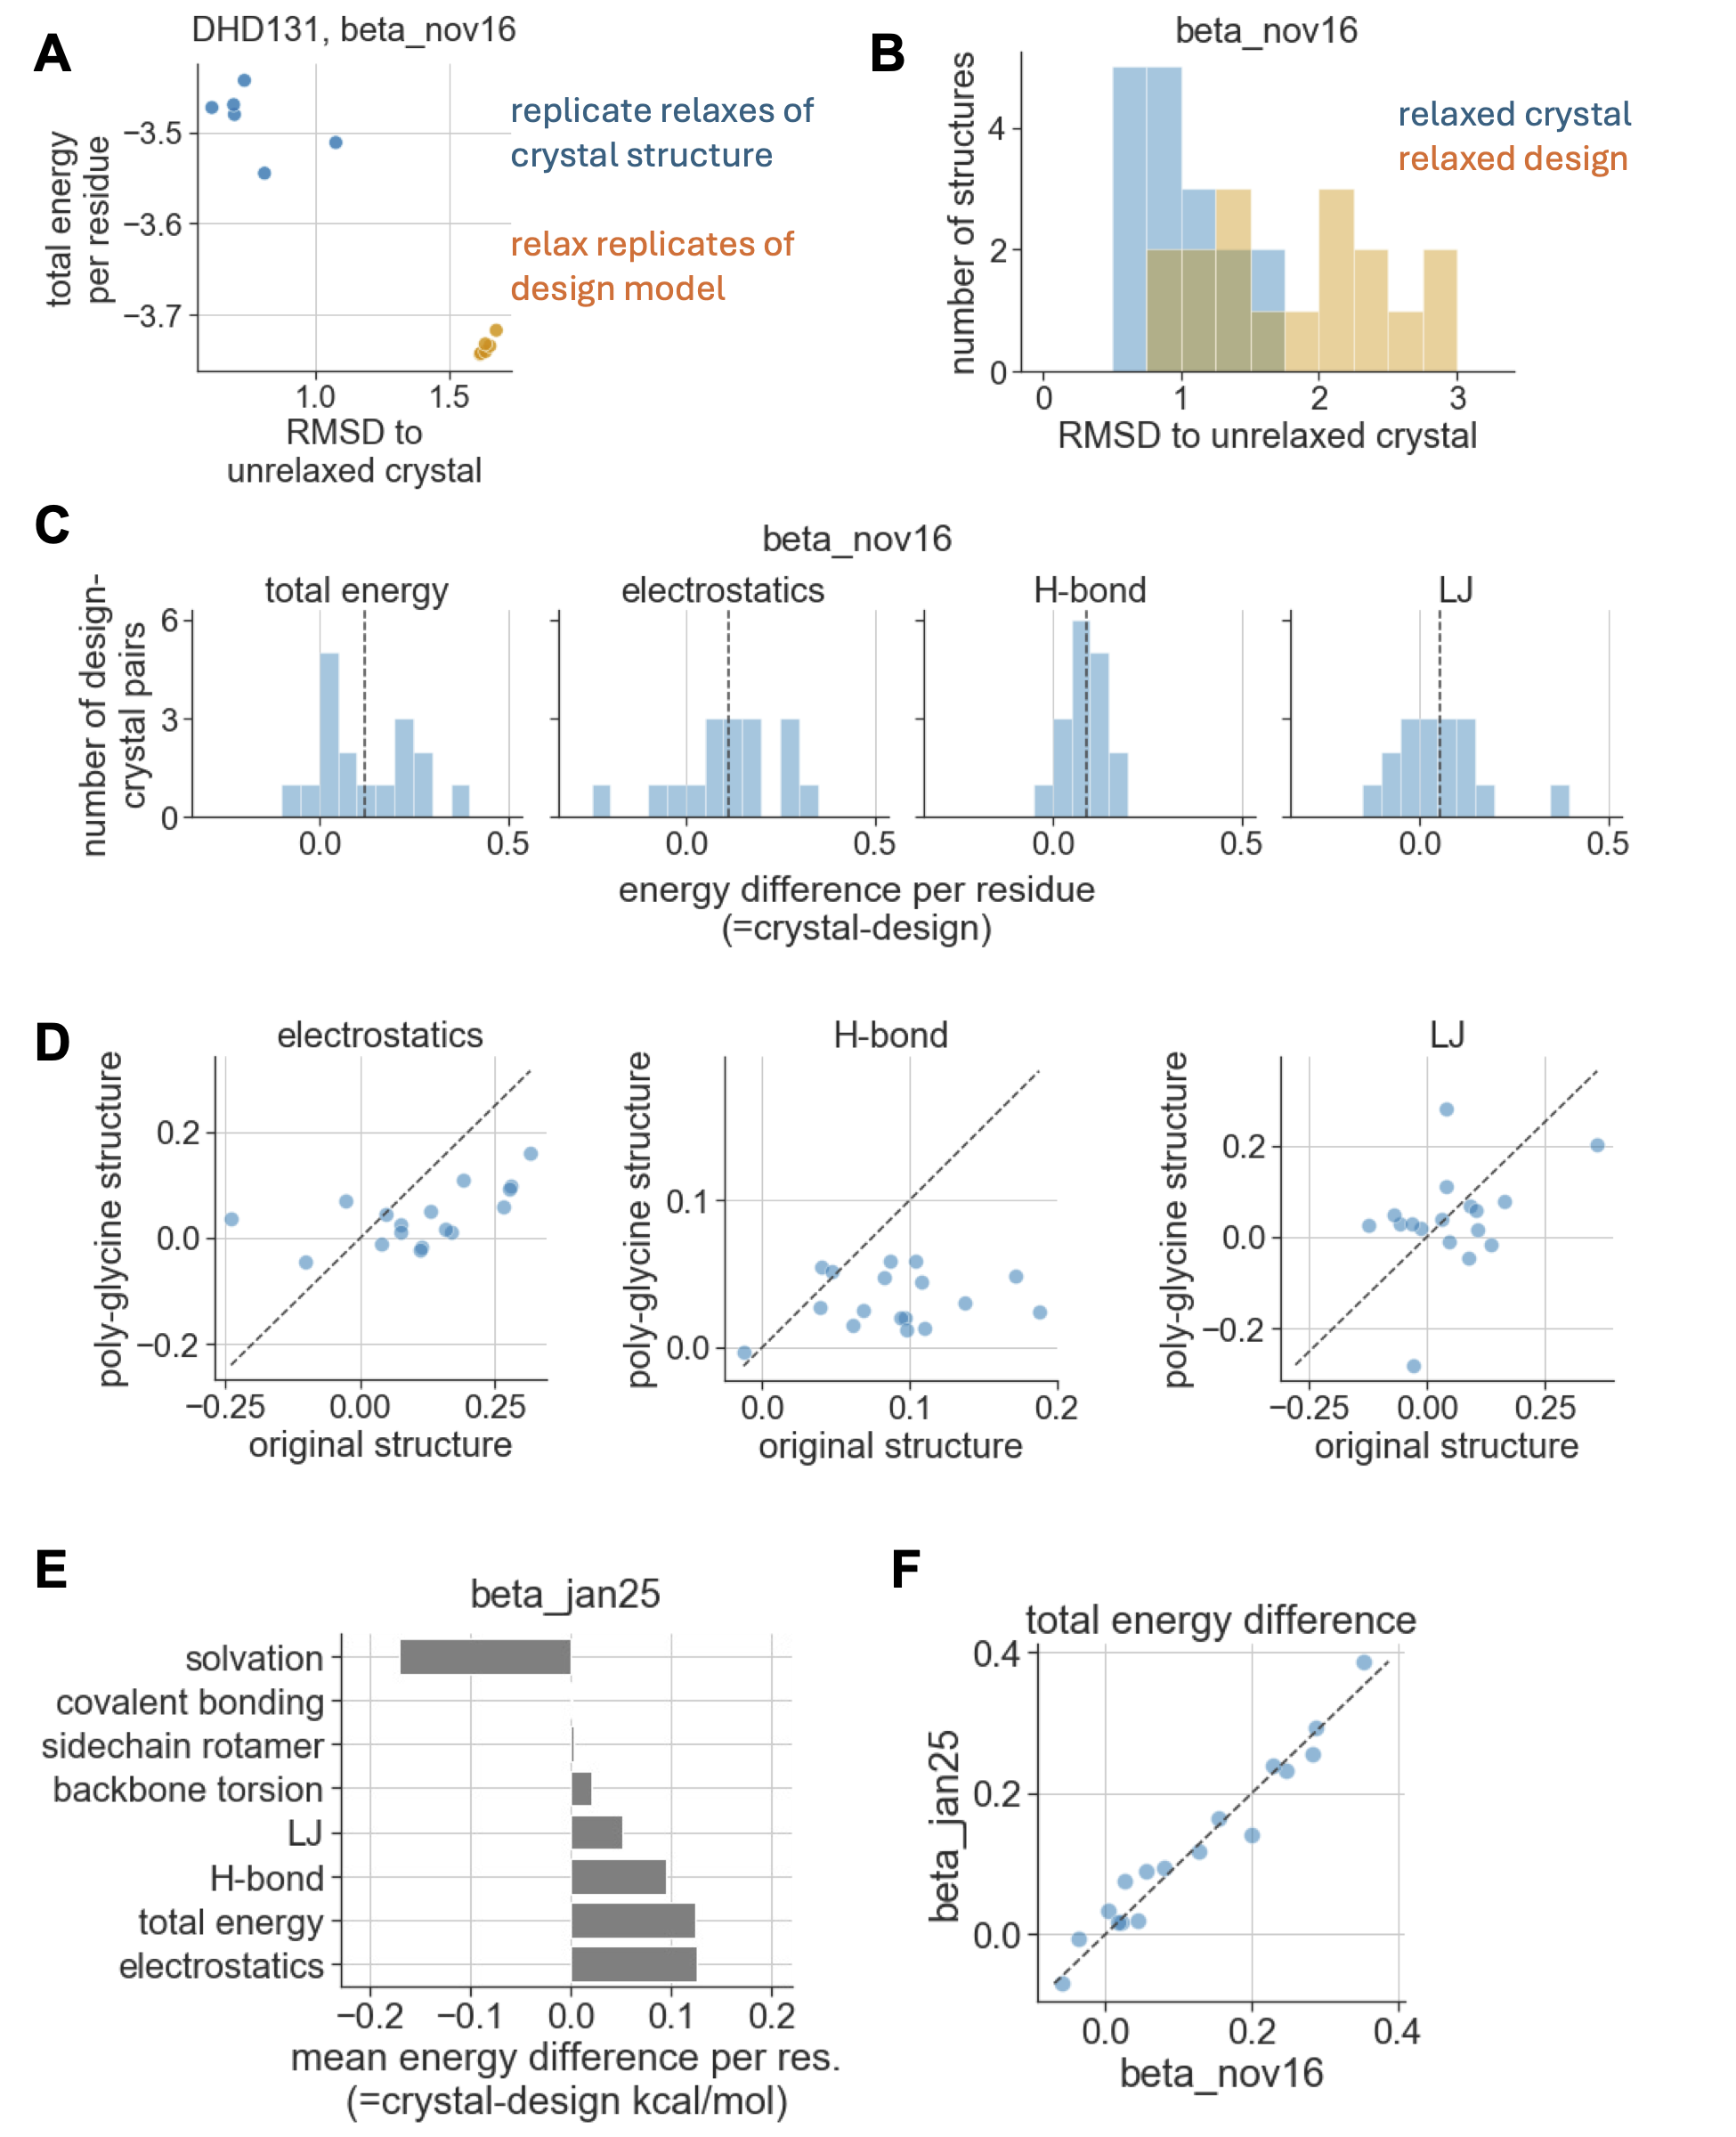 A
DHD131, beta_nov16
total energy
per residue
−3.5
−3.6
−3.7
1.0
1.5
RMSD to
unrelaxed crystal
replicate relaxes of
crystal structure
relax replicates of
design model
B
beta_nov16
number of structures
4
2
0
0
1
2
3
RMSD to unrelaxed crystal
relaxed crystal
relaxed design
C
beta_nov16
number of design-
crystal pairs
total energy
6
3
0
0.0
0.5
electrostatics
0.0
0.5
H-bond
0.0
0.5
LJ
0.0
0.5
energy difference per residue
(=crystal-design)
D
electrostatics
poly-glycine structure
0.2
0.0
−0.2
−0.25
0.00
0.25
original structure
H-bond
poly-glycine structure
0.1
0.0
0.0
0.1
0.2
original structure
LJ
poly-glycine structure
0.2
0.0
−0.2
−0.25
0.00
0.25
original structure
E
beta_jan25
solvation
covalent bonding
sidechain rotamer
backbone torsion
LJ
H-bond
total energy
electrostatics
−0.2
−0.1
0.0
0.1
0.2
mean energy difference per res.
(=crystal-design kcal/mol)
F
total energy difference
beta_jan25
0.4
0.2
0.0
0.0
0.2
0.4
beta_nov16